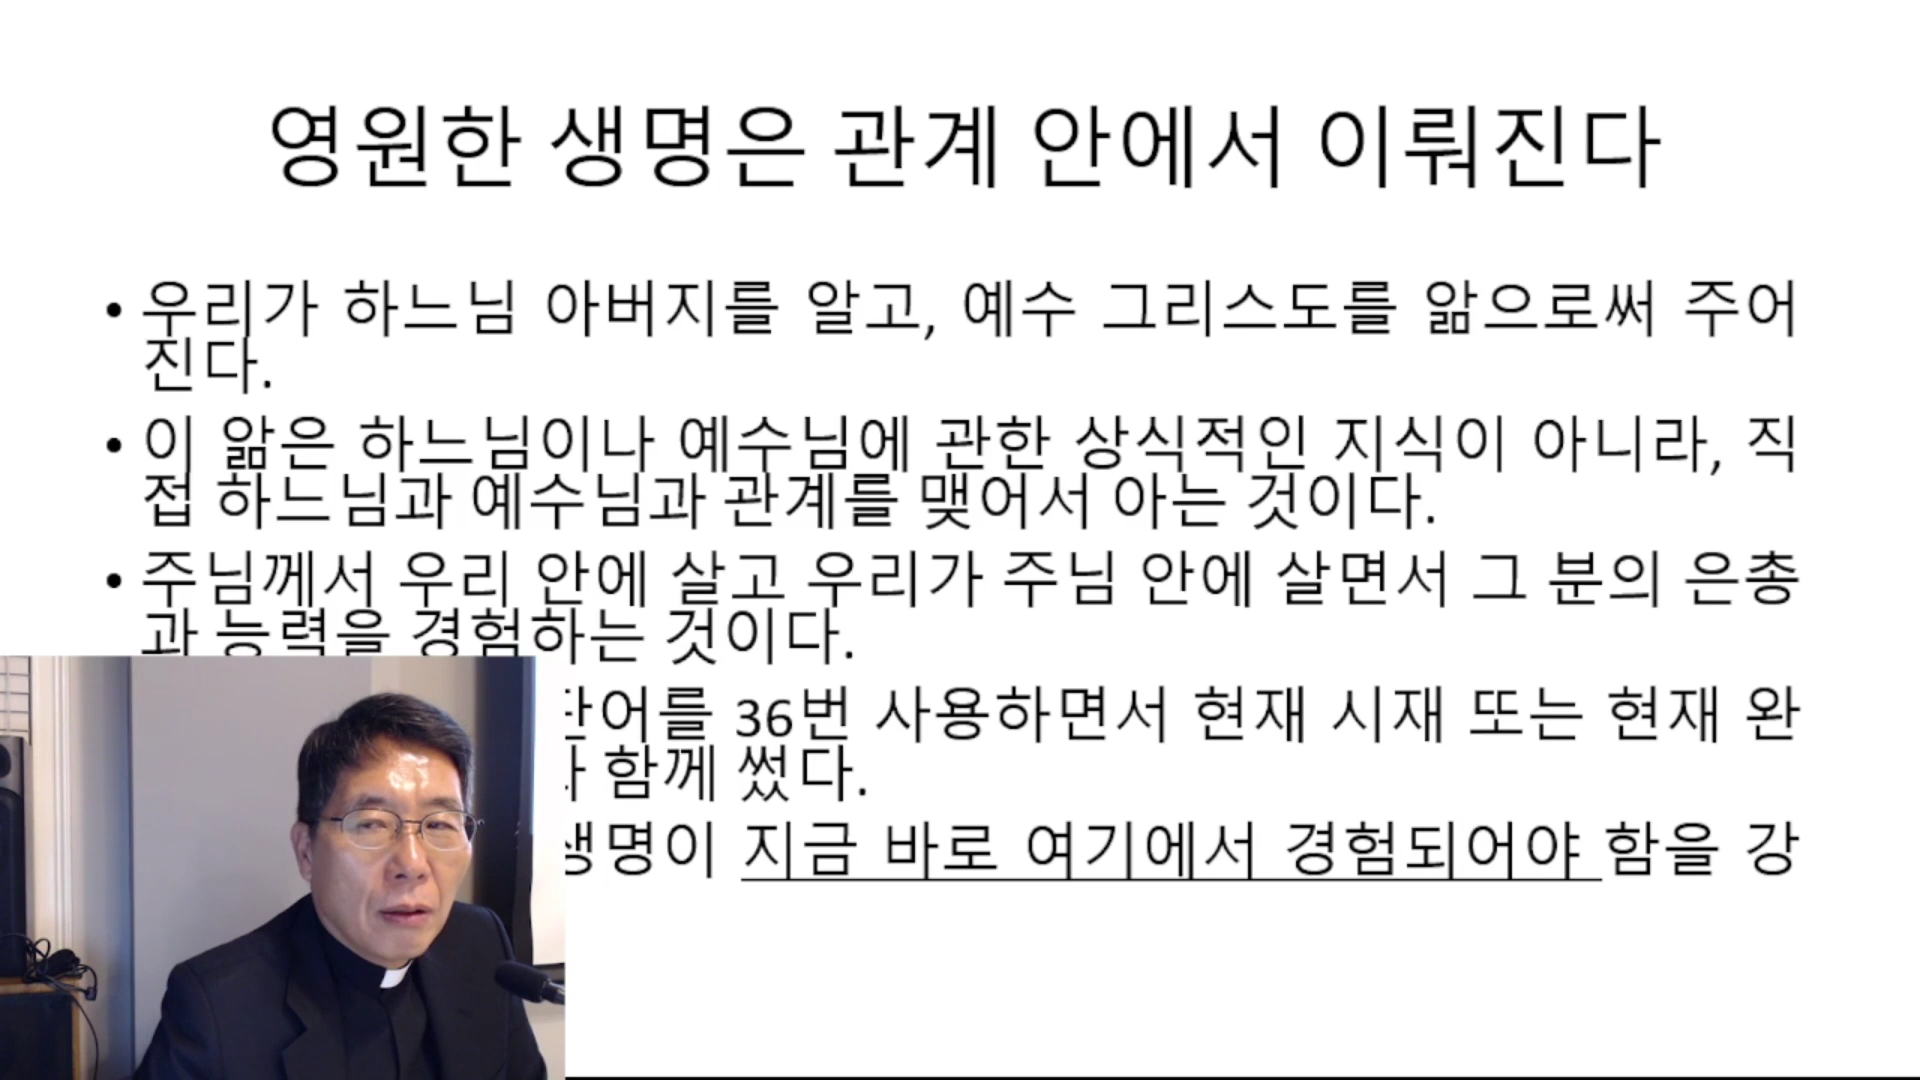 영원한 생명은 관계 안에서 이뤄진다
• 우리가 하느님 아버지를 알고, 예수 그리스도를 앎으로써 주어
진다.
• 이 앎은 하느님이나 예수님에 관한 상식적인 지식이 아니라, 직
접 하느님과 예수님과 관계를 맺어서 아는 것이다.
• 주님께서 우리 안에 살고 우리가 주님 안에 살면서 그 분의 은총
과 능력을 경험하는 것이다.
36번 사용하면서 현재 시재 또는 현재 완
함께 썼다.
지금 바로 여기에서 경험되어야 함을 강